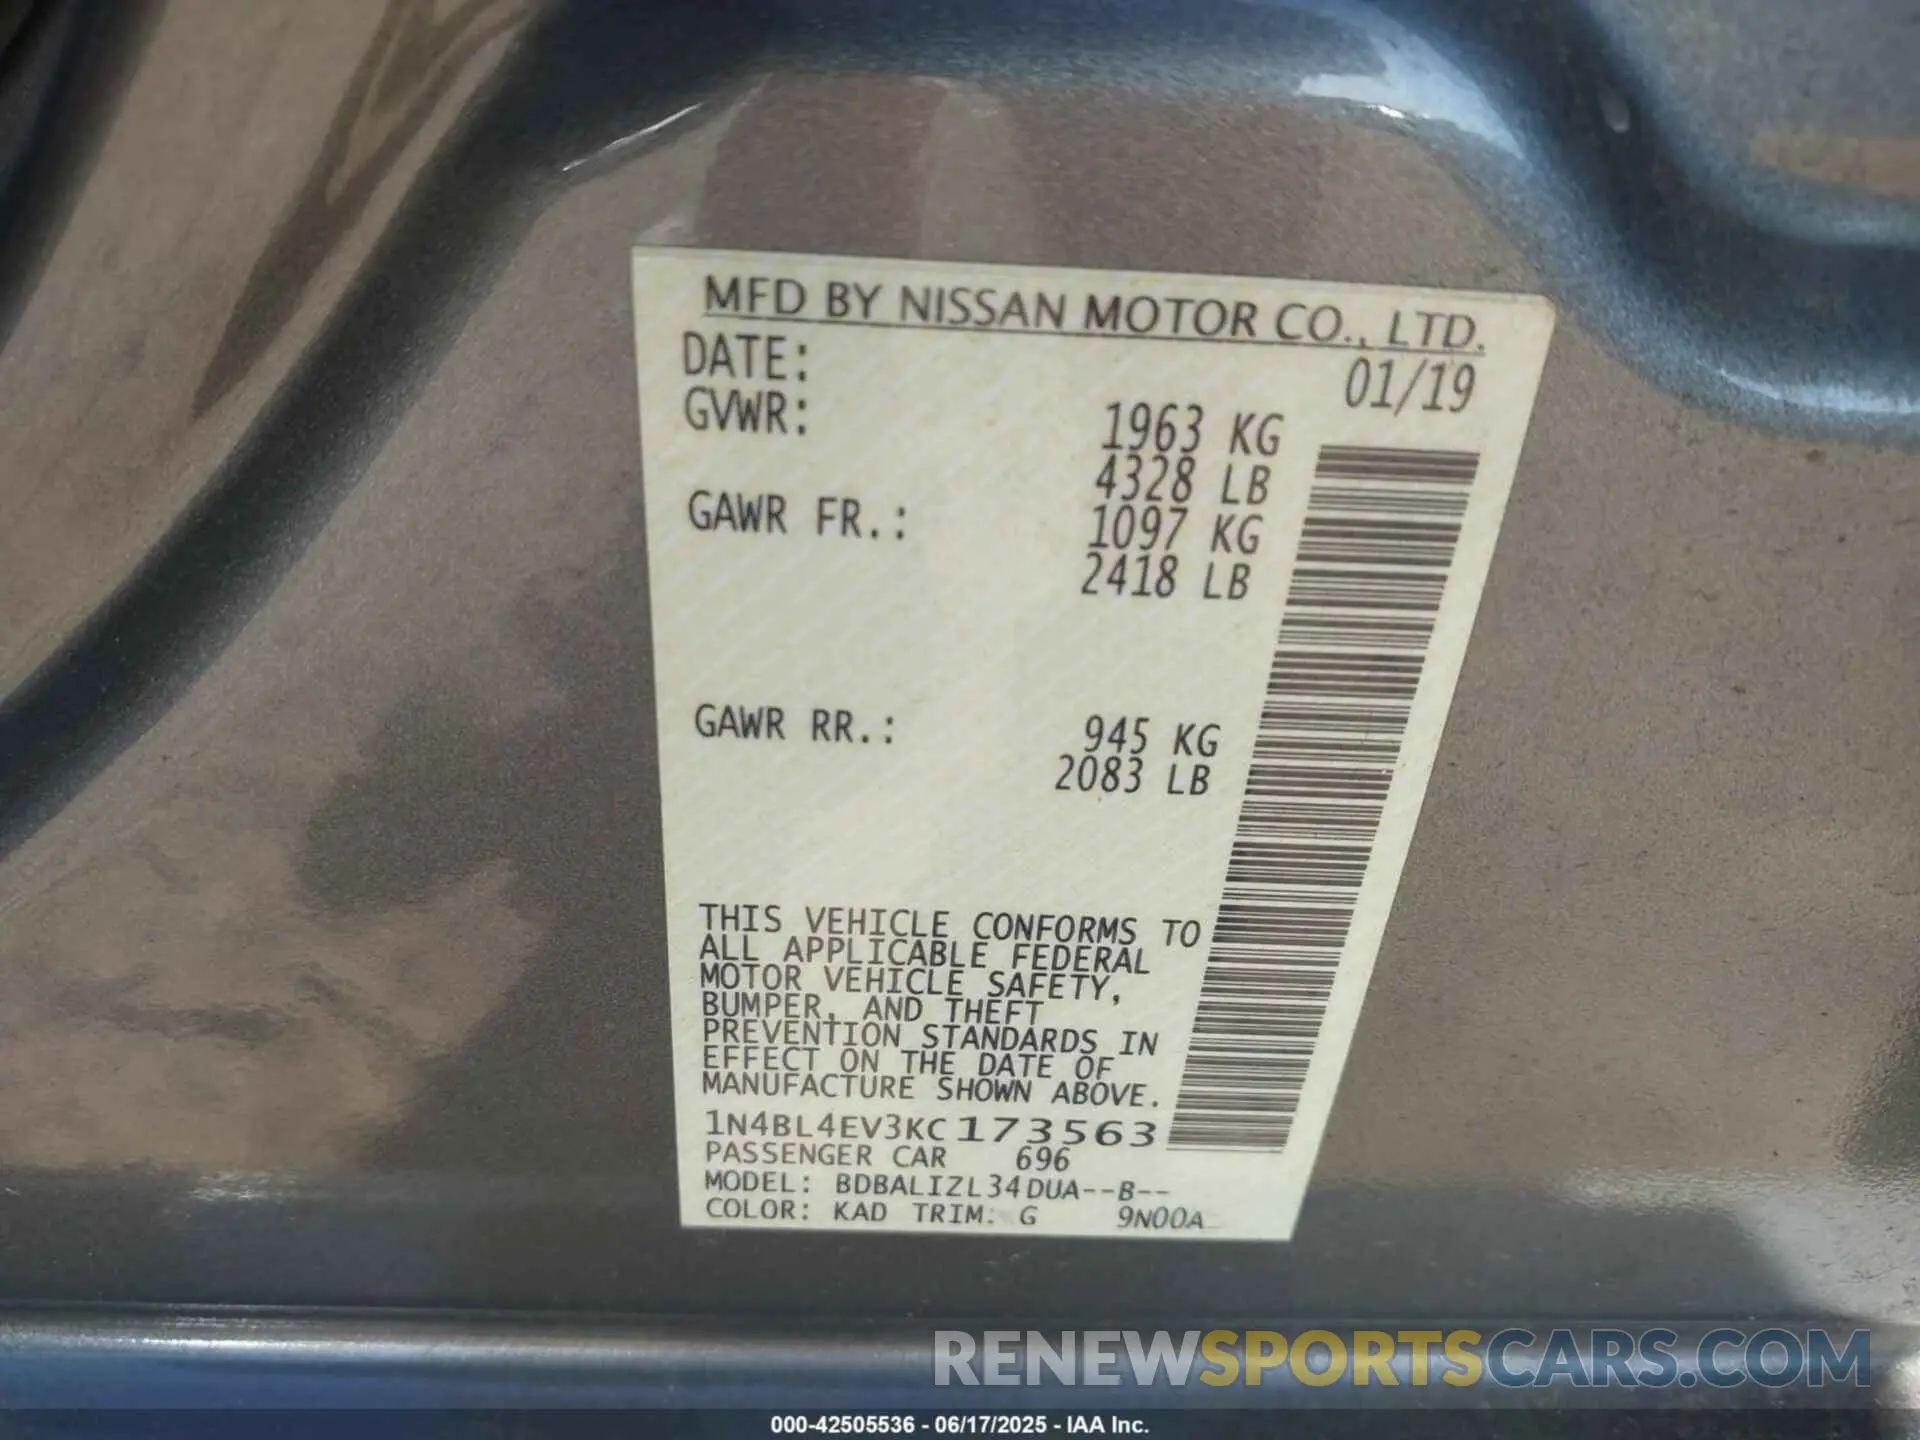 MFD BY NISSAN MOTOR CO., LTD.
DATE: 01/19
GVWR: 1963 KG
4328 LB
GAWR FR.: 1097 KG
2418 LB
GAWR RR.: 945 KG
2083 LB
THIS VEHICLE CONFORMS TO
ALL APPLICABLE FEDERAL
MOTOR VEHICLE SAFETY,
BUMPER, AND THEFT
PREVENTION STANDARDS IN
EFFECT ON THE DATE OF
MANUFACTURE SHOWN ABOVE.
1N4BL4EV3KC173563
PASSENGER CAR 696
MODEL: BDBALIZL34DUA--B--
COLOR: KAD TRIM: G 9N00A
RENEWSPORTSCARS.COM
000-42505536 - 06/17/2025 - IAA Inc.